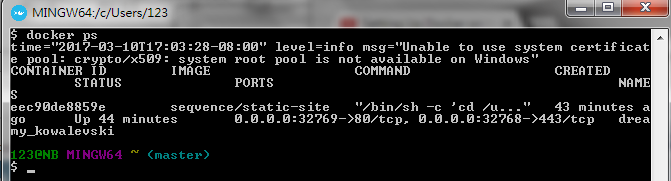 MINGW64:/c/Users/123
$ docker ps
time="2017-03-10T17:03:28-08:00" level=info msg="Unable to use system certificat
e pool: crypto/x509: system root pool is not available on Windows"
CONTAINER ID        IMAGE                  COMMAND                  CREATED
        STATUS              PORTS                                           NAME
S
eec90de8859e        seqvence/static-site   "/bin/sh -c 'cd /u..."   43 minutes a
go      Up 44 minutes       0.0.0.0:32769->80/tcp, 0.0.0.0:32768->443/tcp   drea
my_kowalevski
123@NB MINGW64 ~ (master)
$